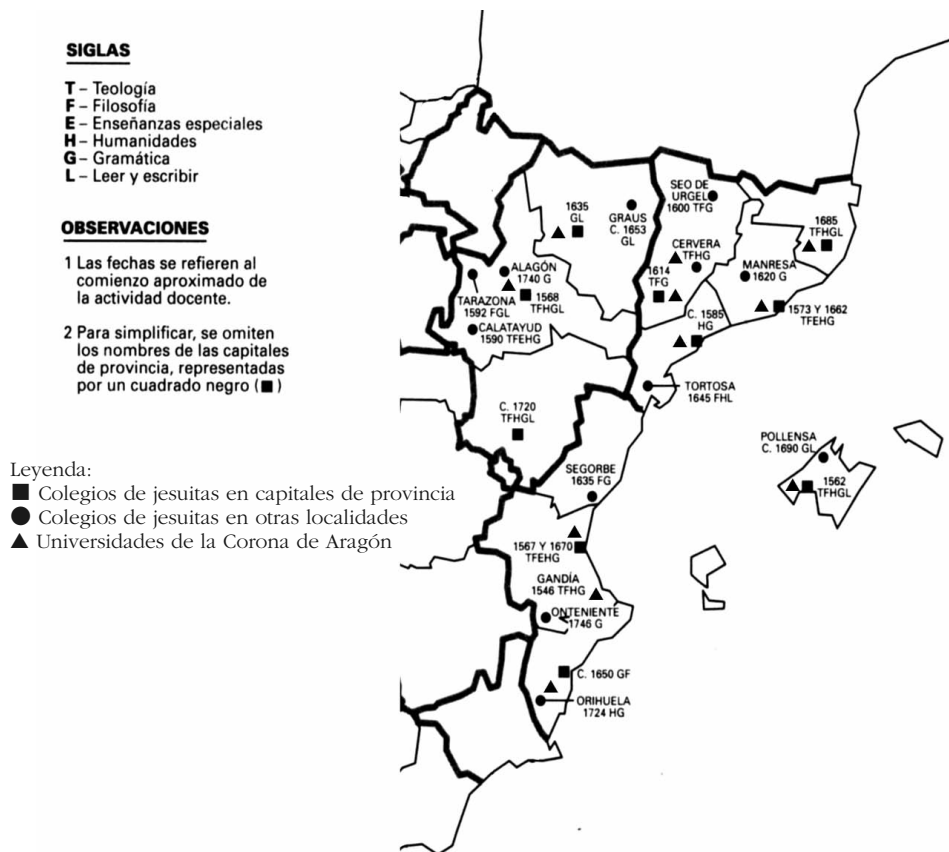 SIGLAS
T – Teología
F – Filosofía
E – Enseñanzas especiales
H – Humanidades
G – Gramática
L – Leer y escribir
OBSERVACIONES
1 Las fechas se refieren al
comienzo aproximado de
la actividad docente.
2 Para simplificar, se omiten
los nombres de las capitales
de provincia, representadas
por un cuadrado negro (■)
Leyenda:
■ Colegios de jesuitas en capitales de provincia
● Colegios de jesuitas en otras localidades
▲ Universidades de la Corona de Aragón
SEO DE
URGEL
1600 TFG
1635
GL
GRAUS
C. 1653
GL
1685
TFHGL
CERVERA
TFHG
ALAGÓN
1740 G
1614
TFG
MANRESA
1620 G
TARAZONA
1592 FGL
1568
TFHGL
C. 1585
HG
1573 Y 1662
TFEHG
CALATAYUD
1590 TFEHG
TORTOSA
1645 FHL
C. 1720
TFHGL
POLLENSA
C. 1690 GL
SEGORBE
1635 FG
1562
TFHGL
1567 Y 1670
TFEHG
GANDÍA
1546 TFHG
ONTENIENTE
1746 G
C. 1650 GF
ORIHUELA
1724 HG